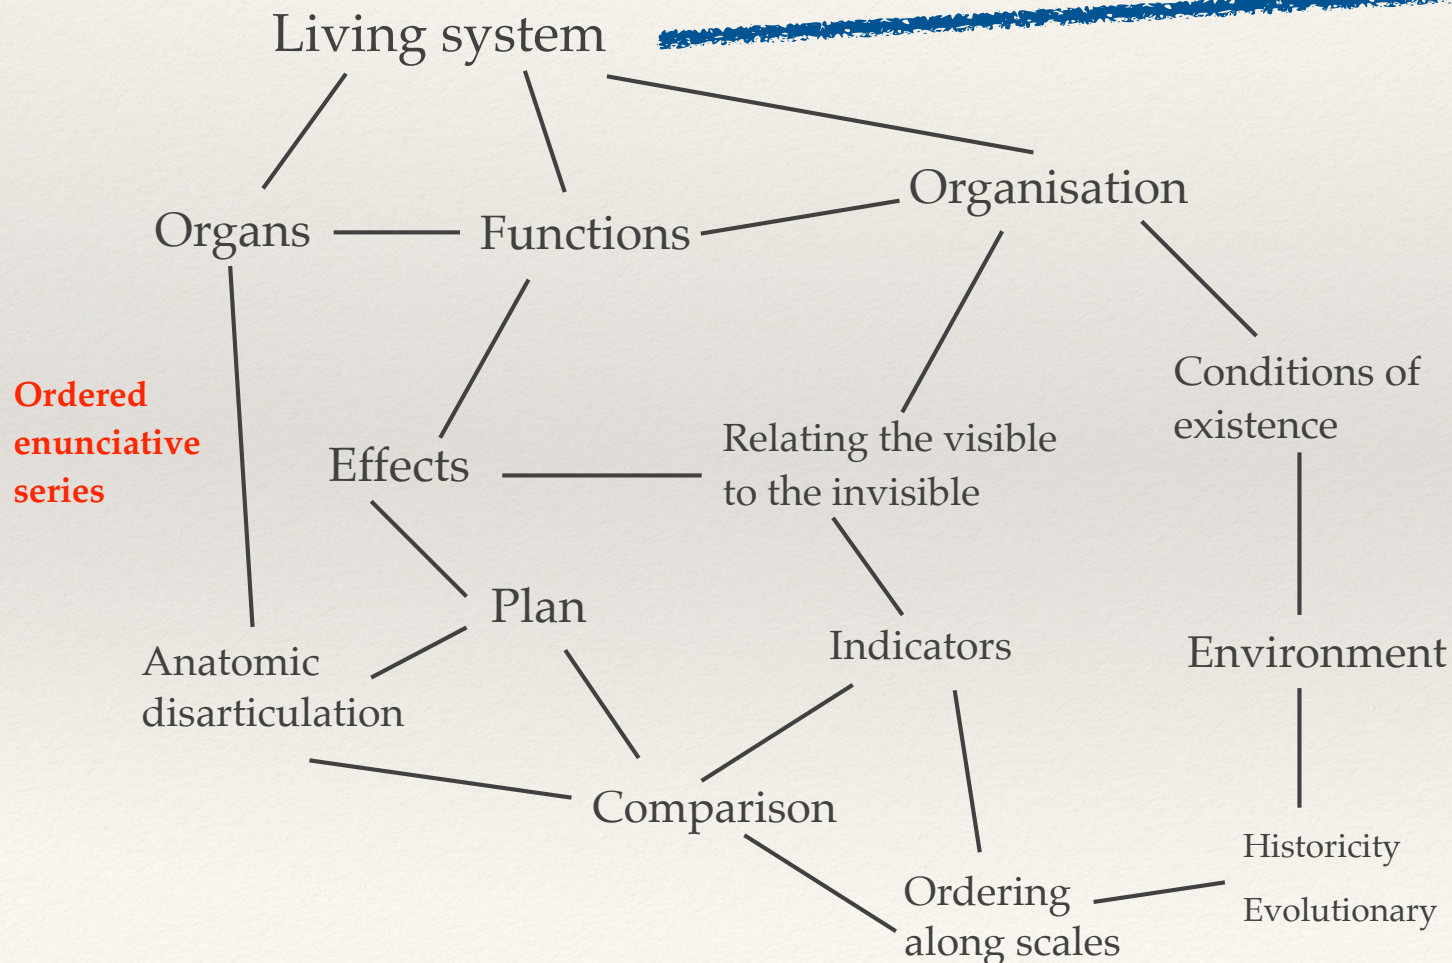 Living system
Organisation
Organs
Functions
Conditions of
existence
Ordered
enunciative
series
Effects
Relating the visible
to the invisible
Plan
Indicators
Environment
Anatomic
disarticulation
Comparison
Historicity
Evolutionary
Ordering
along scales